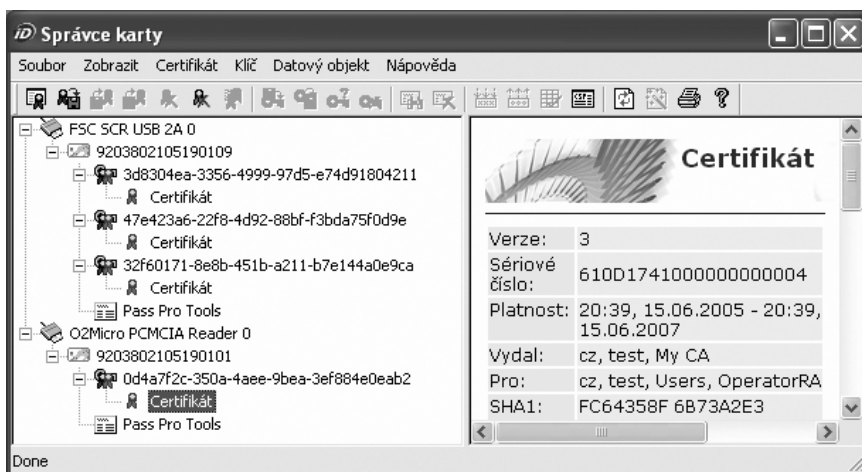 iD Správce karty
Soubor Zobrazit Certifikát Klíč Datový objekt Nápověda
FSC SCR USB 2A 0
9203802105190109
3d8304ea-3356-4999-97d5-e74d91804211
Certifikát
47e423a6-22f8-4d92-88bf-f3bda75f0d9e
Certifikát
32f60171-8e8b-451b-a211-b7e144a0e9ca
Certifikát
Pass Pro Tools
O2Micro PCMCIA Reader 0
9203802105190101
0d4a7f2c-350a-4aee-9bea-3ef884e0eab2
Certifikát
Pass Pro Tools
Certifikát
Verze: 3
Sériové
číslo: 610D1741000000000004
Platnost: 20:39, 15.06.2005 - 20:39,
15.06.2007
Vydal: cz, test, My CA
Pro: cz, test, Users, OperatorRA
SHA1: FC64358F 6B73A2E3
Done